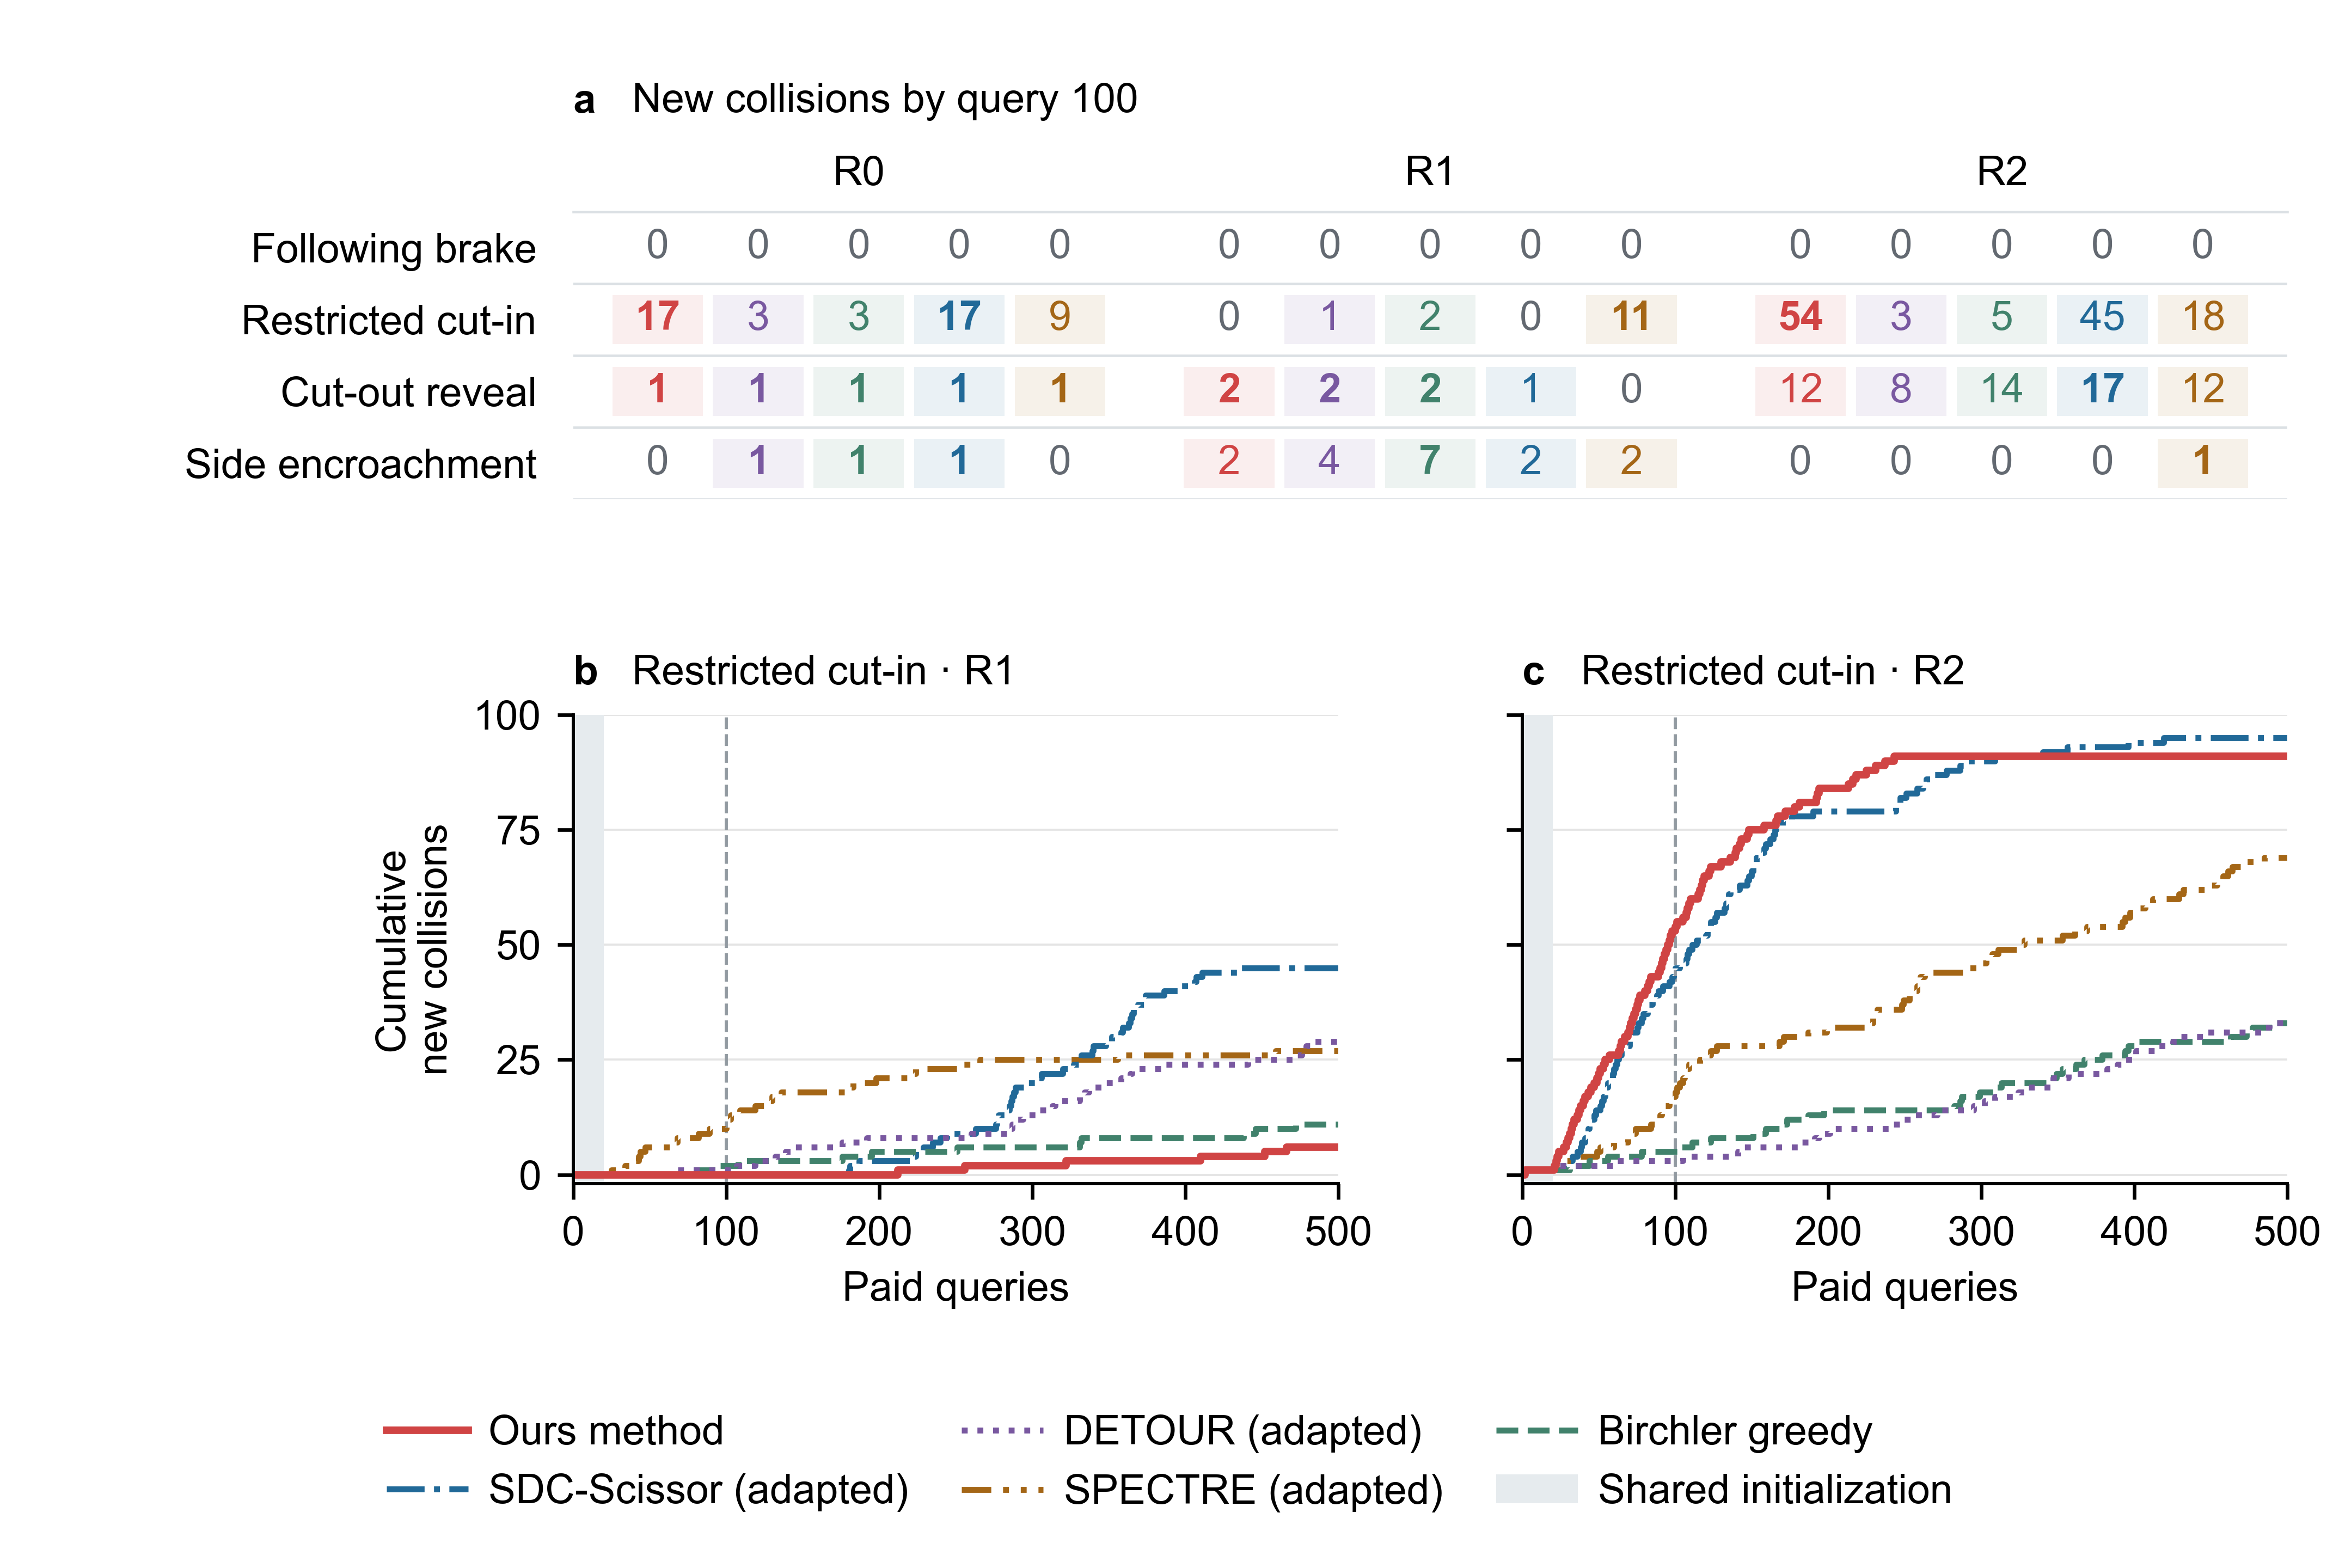 a New collisions by query 100
R0 R1 R2
Following brake 0 0 0 0 0 0 0 0 0 0 0 0 0 0 0
Restricted cut-in 17 3 3 17 9 0 1 2 0 11 54 3 5 45 18
Cut-out reveal 1 1 1 1 1 2 2 2 1 0 12 8 14 17 12
Side encroachment 0 1 1 1 0 2 4 7 2 2 0 0 0 0 1
b Restricted cut-in · R1
c Restricted cut-in · R2
Cumulative
new collisions
100
75
50
25
0
0 100 200 300 400 500
0 100 200 300 400 500
Paid queries
Paid queries
Ours method
DETOUR (adapted)
Birchler greedy
SDC-Scissor (adapted)
SPECTRE (adapted)
Shared initialization